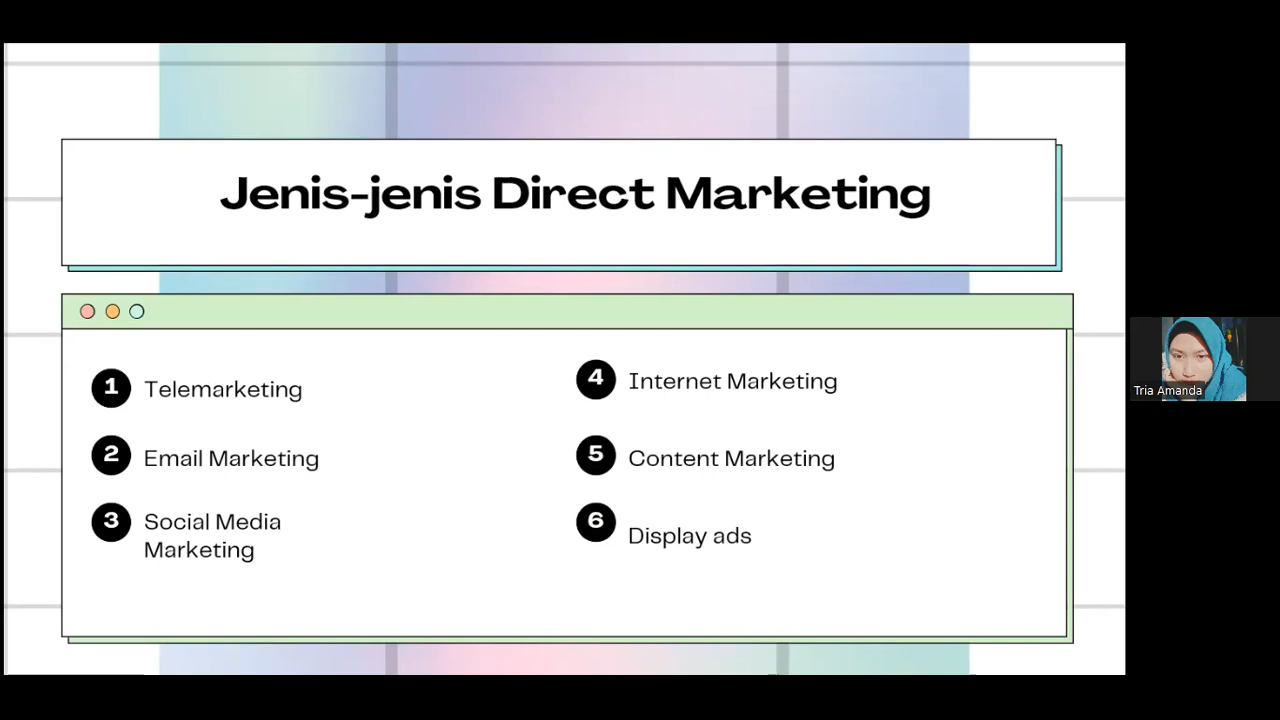 Jenis-jenis Direct Marketing
1 Telemarketing
2 Email Marketing
3 Social Media
Marketing
4 Internet Marketing
5 Content Marketing
6 Display ads
Tria Amanda